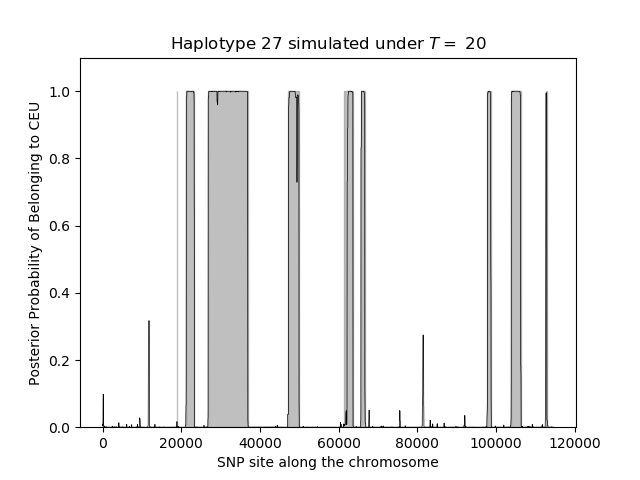 Haplotype 27 simulated under T = 20
Posterior Probability of Belonging to CEU
1.0
0.8
0.6
0.4
0.2
0.0
0 20000 40000 60000 80000 100000 120000
SNP site along the chromosome